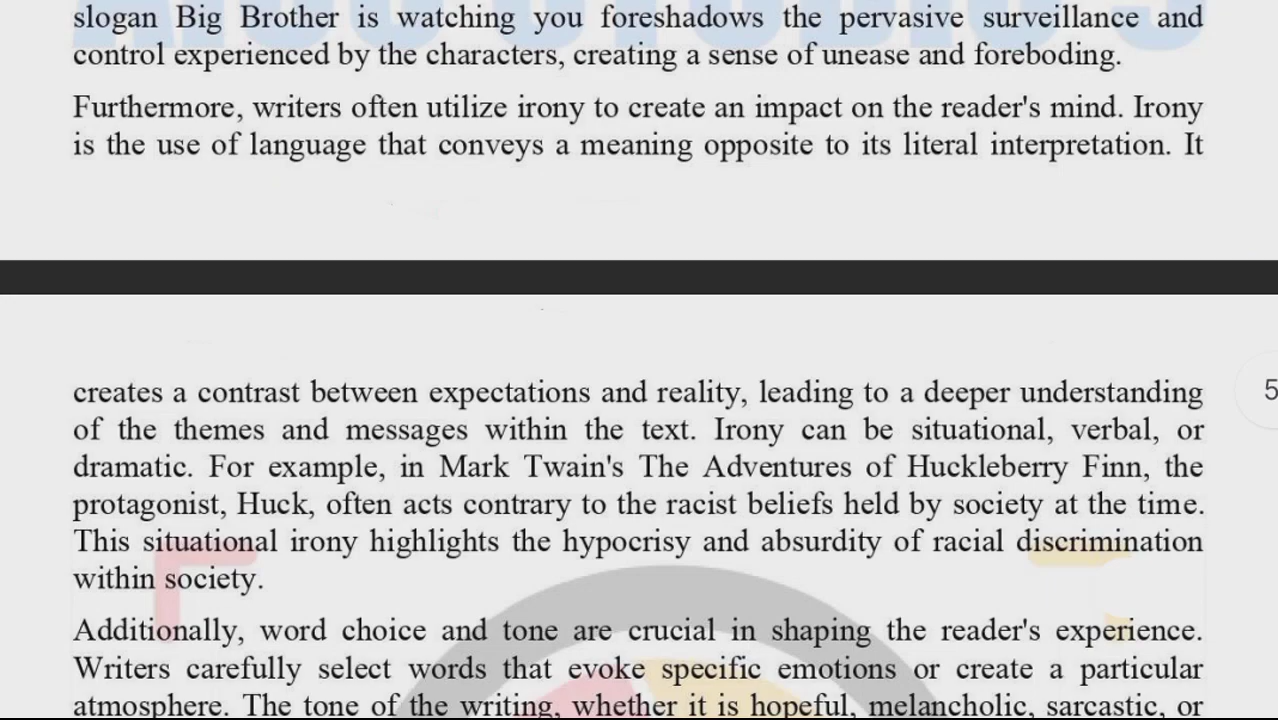 slogan Big Brother is watching you foreshadows the pervasive surveillance and
control experienced by the characters, creating a sense of unease and foreboding.
Furthermore, writers often utilize irony to create an impact on the reader's mind. Irony
is the use of language that conveys a meaning opposite to its literal interpretation. It
creates a contrast between expectations and reality, leading to a deeper understanding
5
of the themes and messages within the text. Irony can be situational, verbal, or
dramatic. For example, in Mark Twain's The Adventures of Huckleberry Finn, the
protagonist, Huck, often acts contrary to the racist beliefs held by society at the time.
This situational irony highlights the hypocrisy and absurdity of racial discrimination
within society.
Additionally, word choice and tone are crucial in shaping the reader's experience.
Writers carefully select words that evoke specific emotions or create a particular
atmosphere. The tone of the writing, whether it is hopeful, melancholic, sarcastic, or